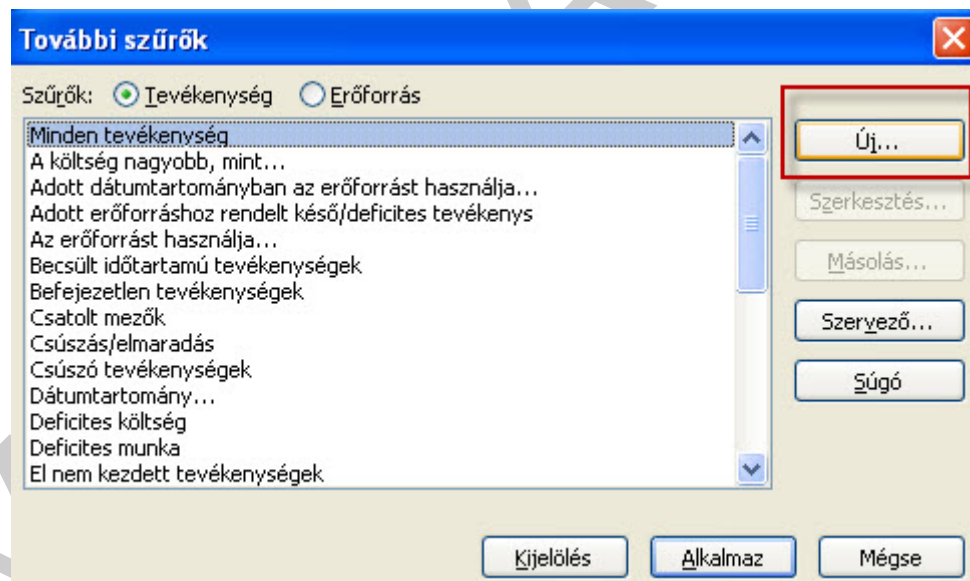 További szűrők
Szűrők: Tevékenység Erőforrás
Minden tevékenység
A költség nagyobb, mint...
Adott dátumtartományban az erőforrást használja...
Adott erőforráshoz rendelt késő/deficites tevékenys
Az erőforrást használja...
Becsült időtartamú tevékenységek
Befejezetlen tevékenységek
Csatolt mezők
Csúszás/elmaradás
Csúszó tevékenységek
Dátumtartomány...
Deficites költség
Deficites munka
El nem kezdett tevékenységek
Új...
Szerkesztés...
Másolás...
Szervező...
Súgó
Kijelölés Alkalmaz Mégse